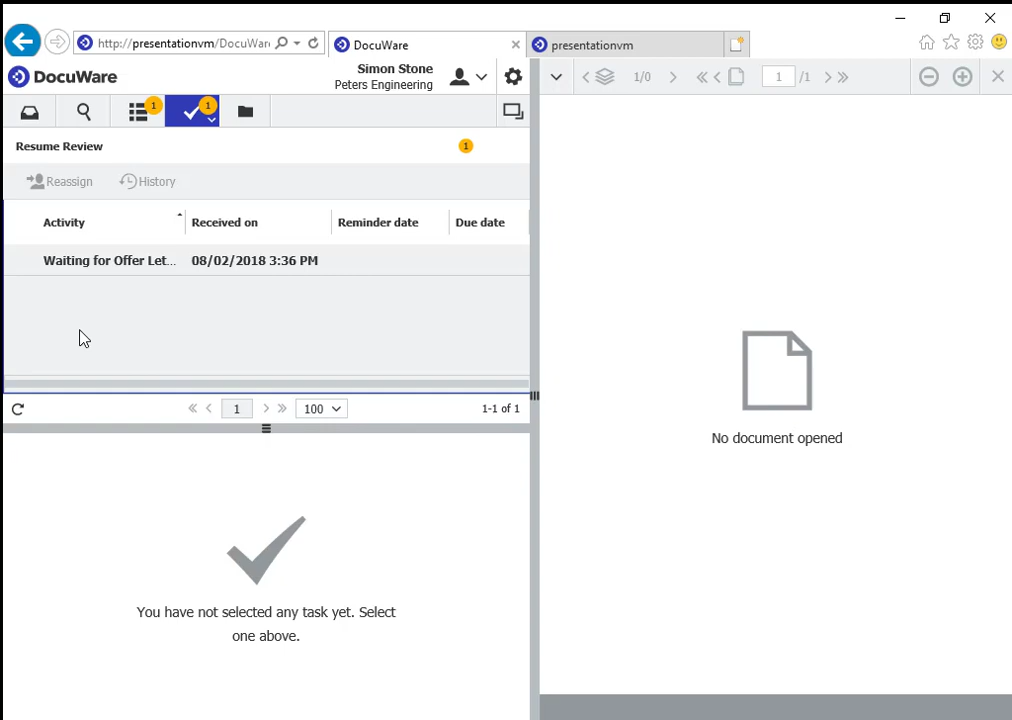 http://presentationvm/DocuWar
DocuWare
presentationvm
DocuWare
Simon Stone
Peters Engineering
1/0
1
/1
1
1
Resume Review
1
Reassign
History
Activity
Received on
Reminder date
Due date
Waiting for Offer Let...
08/02/2018 3:36 PM
1
100
1-1 of 1
No document opened
You have not selected any task yet. Select
one above.